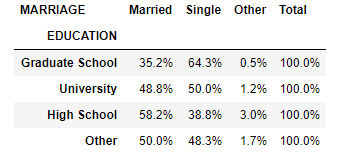 MARRIAGE Married Single Other Total
EDUCATION
Graduate School 35.2% 64.3% 0.5% 100.0%
University 48.8% 50.0% 1.2% 100.0%
High School 58.2% 38.8% 3.0% 100.0%
Other 50.0% 48.3% 1.7% 100.0%